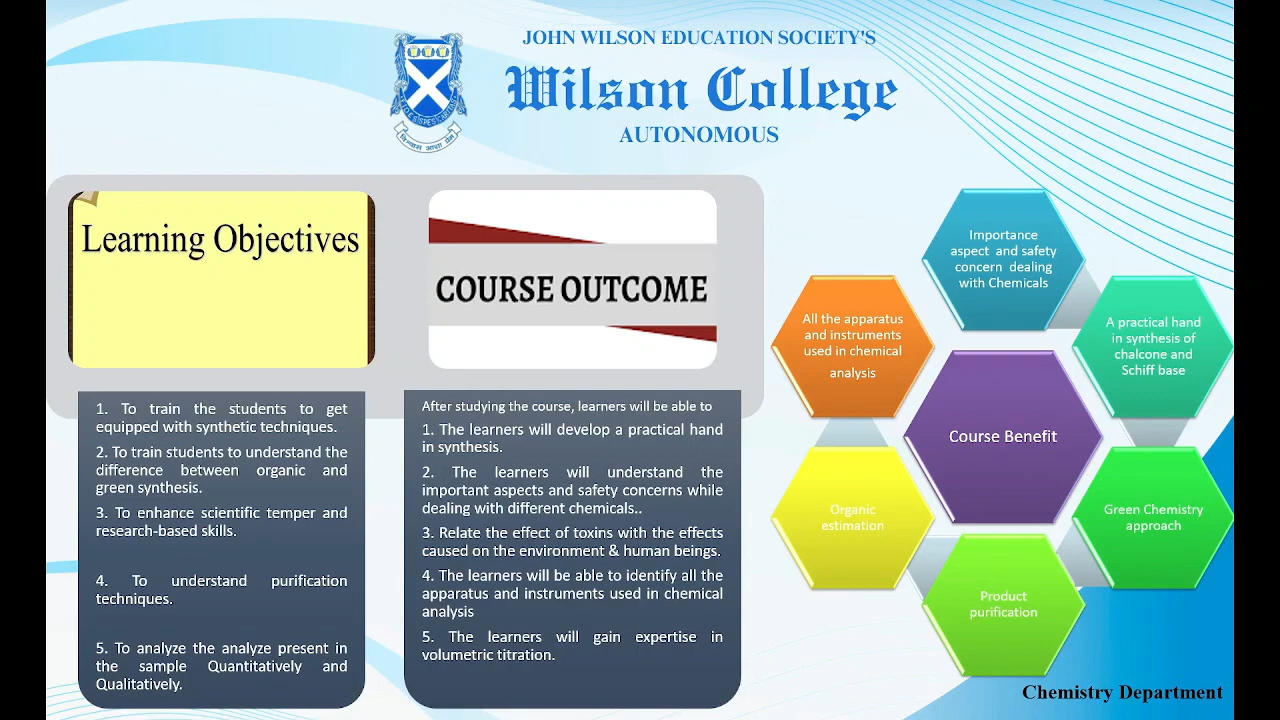 JOHN WILSON EDUCATION SOCIETY'S
Wilson College
AUTONOMOUS
Learning Objectives
1. To train the students to get
equipped with synthetic techniques.
2. To train students to understand the
difference between organic and
green synthesis.
3. To enhance scientific temper and
research-based skills.
4. To understand purification
techniques.
5. To analyze the analyze present in
the sample Quantitatively and
Qualitatively.
COURSE OUTCOME
After studying the course, learners will be able to
1. The learners will develop a practical hand
in synthesis.
2. The learners will understand the
important aspects and safety concerns while
dealing with different chemicals..
3. Relate the effect of toxins with the effects
caused on the environment & human beings.
4. The learners will be able to identify all the
apparatus and instruments used in chemical
analysis
5. The learners will gain expertise in
volumetric titration.
Importance
aspect and safety
concern dealing
with Chemicals
A practical hand
in synthesis of
chalcone and
Schiff base
Green Chemistry
approach
Product
purification
Organic
estimation
All the apparatus
and instruments
used in chemical
analysis
Course Benefit
Chemistry Department